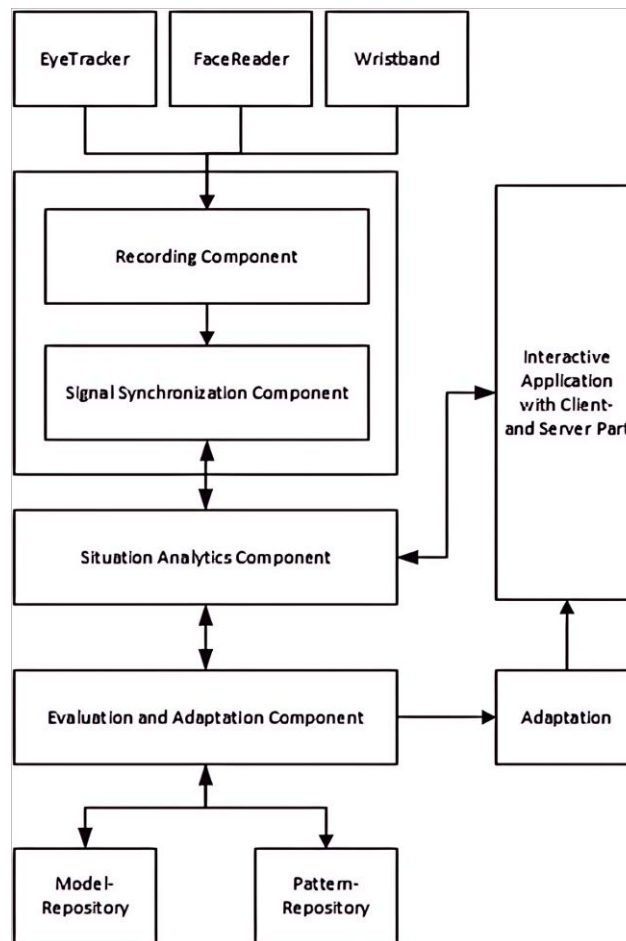 EyeTracker
FaceReader
Wristband
Recording Component
Signal Synchronization Component
Interactive
Application
with Client-
and Server Part
Situation Analytics Component
Evaluation and Adaptation Component
Adaptation
Model-
Repository
Pattern-
Repository